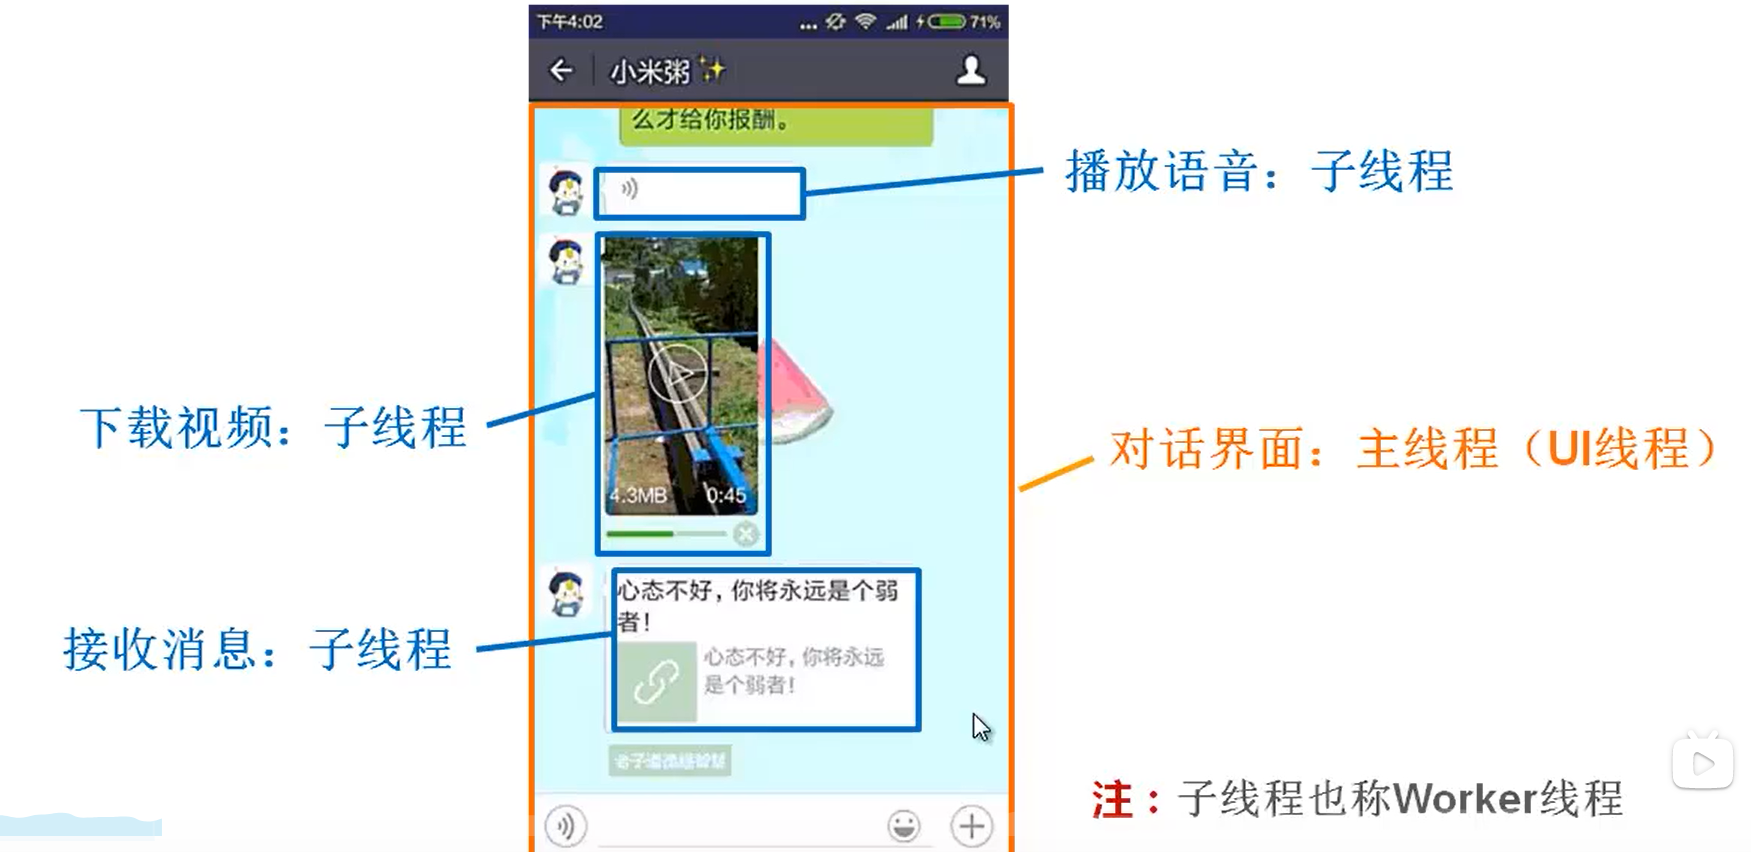 下午4:02
... 71%
小米粥
么才给你报酬。
播放语音：子线程
下载视频：子线程
4.3MB 0:45
对话界面：主线程（UI线程）
心态不好，你将永远是个弱
者！
心态不好，你将永远
是个弱者！
接收消息：子线程
注：子线程也称Worker线程